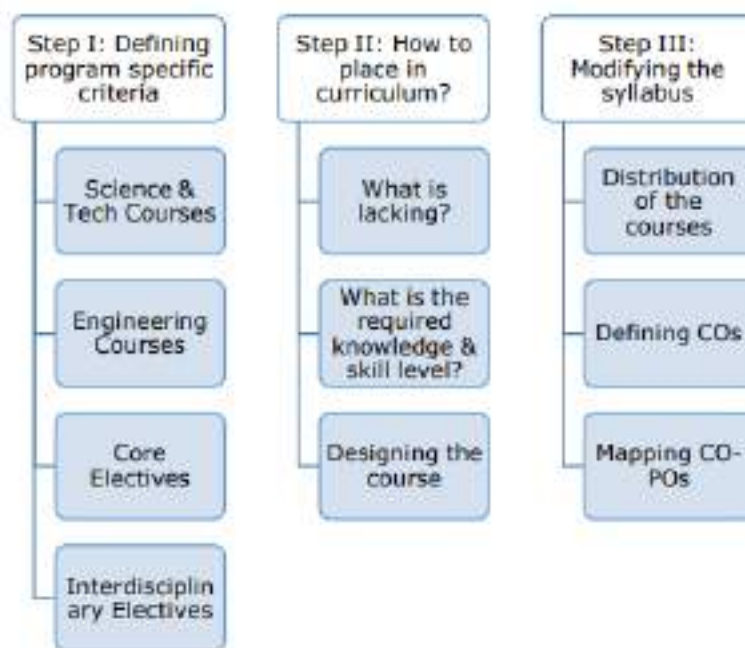 Step I: Defining
program specific
criteria
Science &
Tech Courses
Engineering
Courses
Core
Electives
Interdisciplin
ary Electives
Step II: How to
place in
curriculum?
What is
lacking?
What is the
required
knowledge &
skill level?
Designing the
course
Step III:
Modifying the
syllabus
Distribution
of the
courses
Defining COs
Mapping CO-
POs